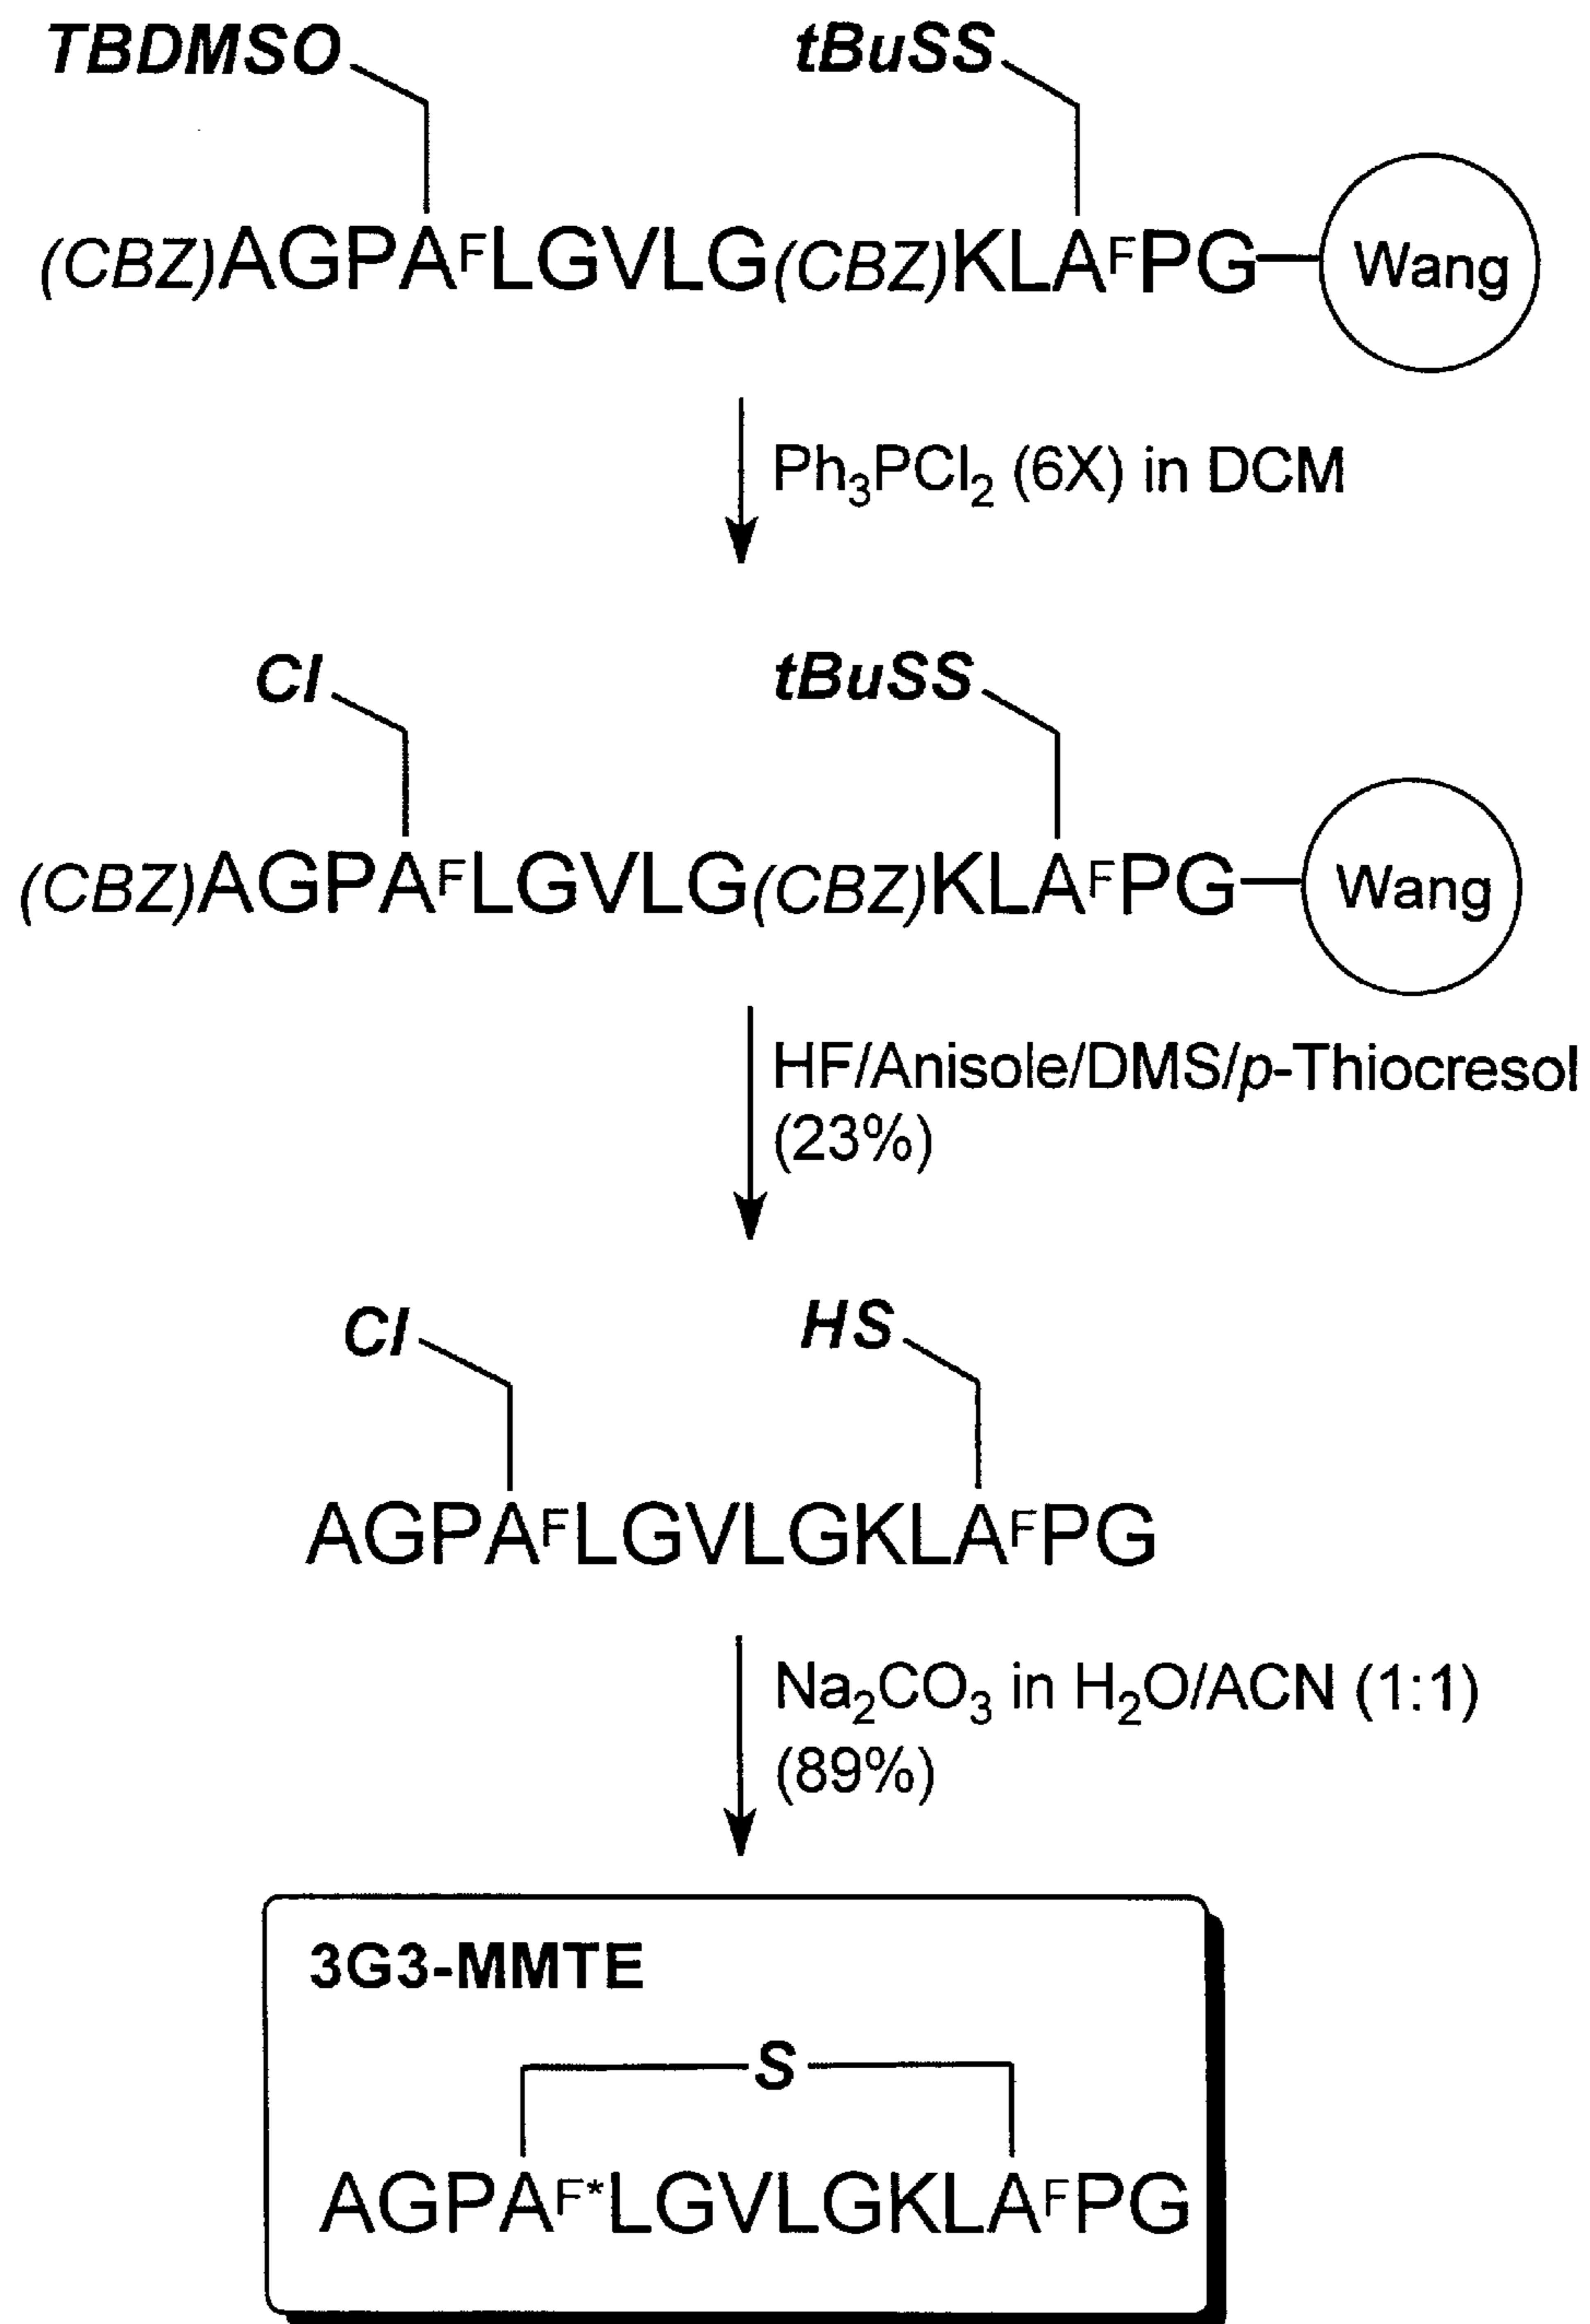 TBDMSO tBuSS
(CBZ)AGPAFLGVLG(CBZ)KLAFPG Wang
Ph3PCl2 (6X) in DCM
Cl tBuSS
(CBZ)AGPAFLGVLG(CBZ)KLAFPG Wang
HF/Anisole/DMS/p-Thiocresol
(23%)
Cl HS
AGPAFLGVLGKLAFPG
Na2CO3 in H2O/ACN (1:1)
(89%)
3G3-MMTE
S
AGPAF*LGVLGKLAFPG